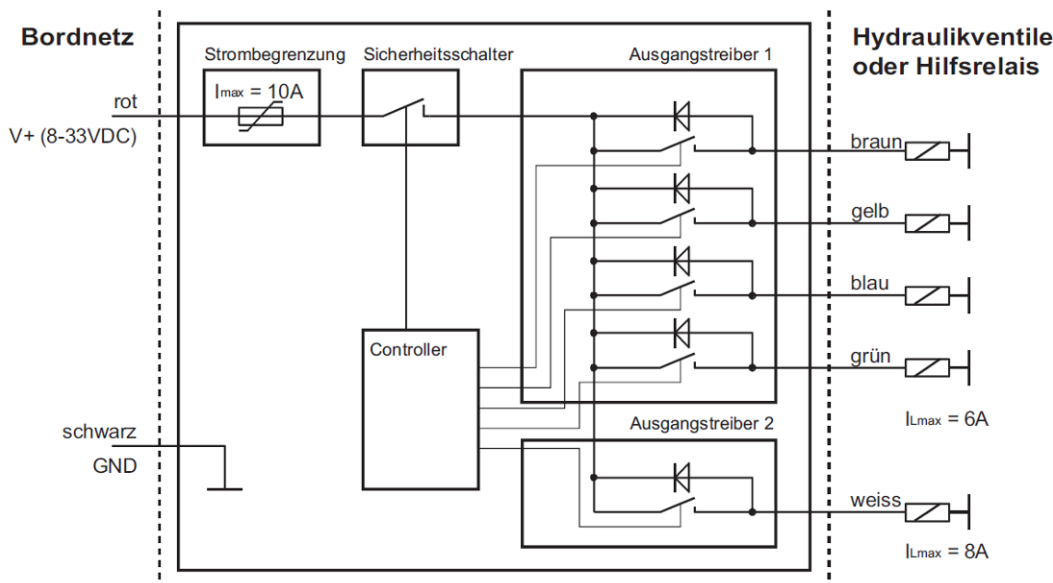 Bordnetz
Strombegrenzung
Sicherheitsschalter
Ausgangstreiber 1
Hydraulikventile
oder Hilfsrelais
Imax = 10A
rot
V+ (8-33VDC)
braun
gelb
blau
Controller
grün
ILmax = 6A
schwarz
GND
Ausgangstreiber 2
weiss
ILmax = 8A